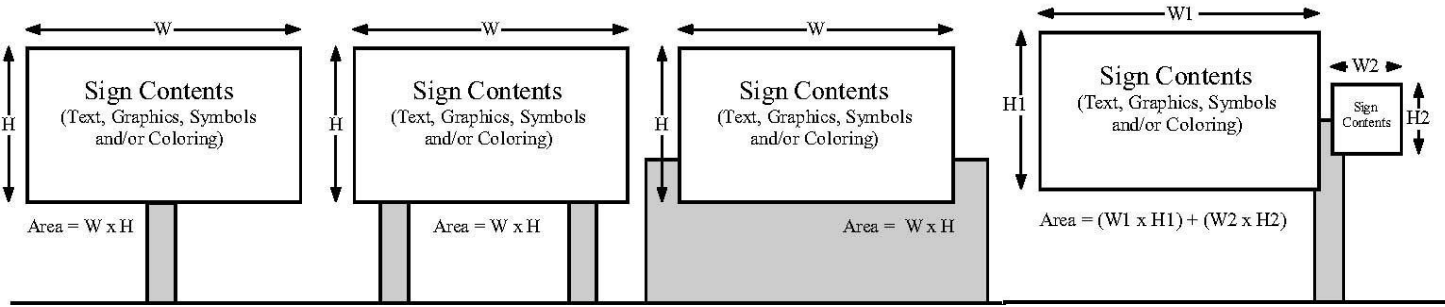 W
H
Sign Contents
(Text, Graphics, Symbols
and/or Coloring)
Area = W x H
W
H
Sign Contents
(Text, Graphics, Symbols
and/or Coloring)
Area = W x H
W
H
Sign Contents
(Text, Graphics, Symbols
and/or Coloring)
Area = W x H
W1
H1
Sign Contents
(Text, Graphics, Symbols
and/or Coloring)
W2
Sign
Contents
H2
Area = (W1 x H1) + (W2 x H2)